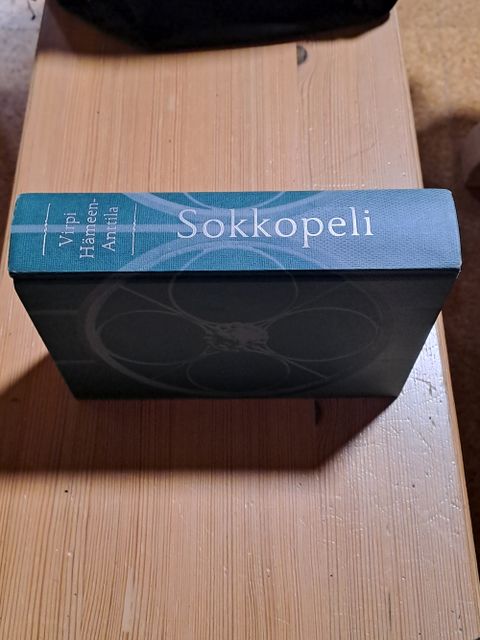 Virpi
Hämeen-
Anttila
Sokkopeli